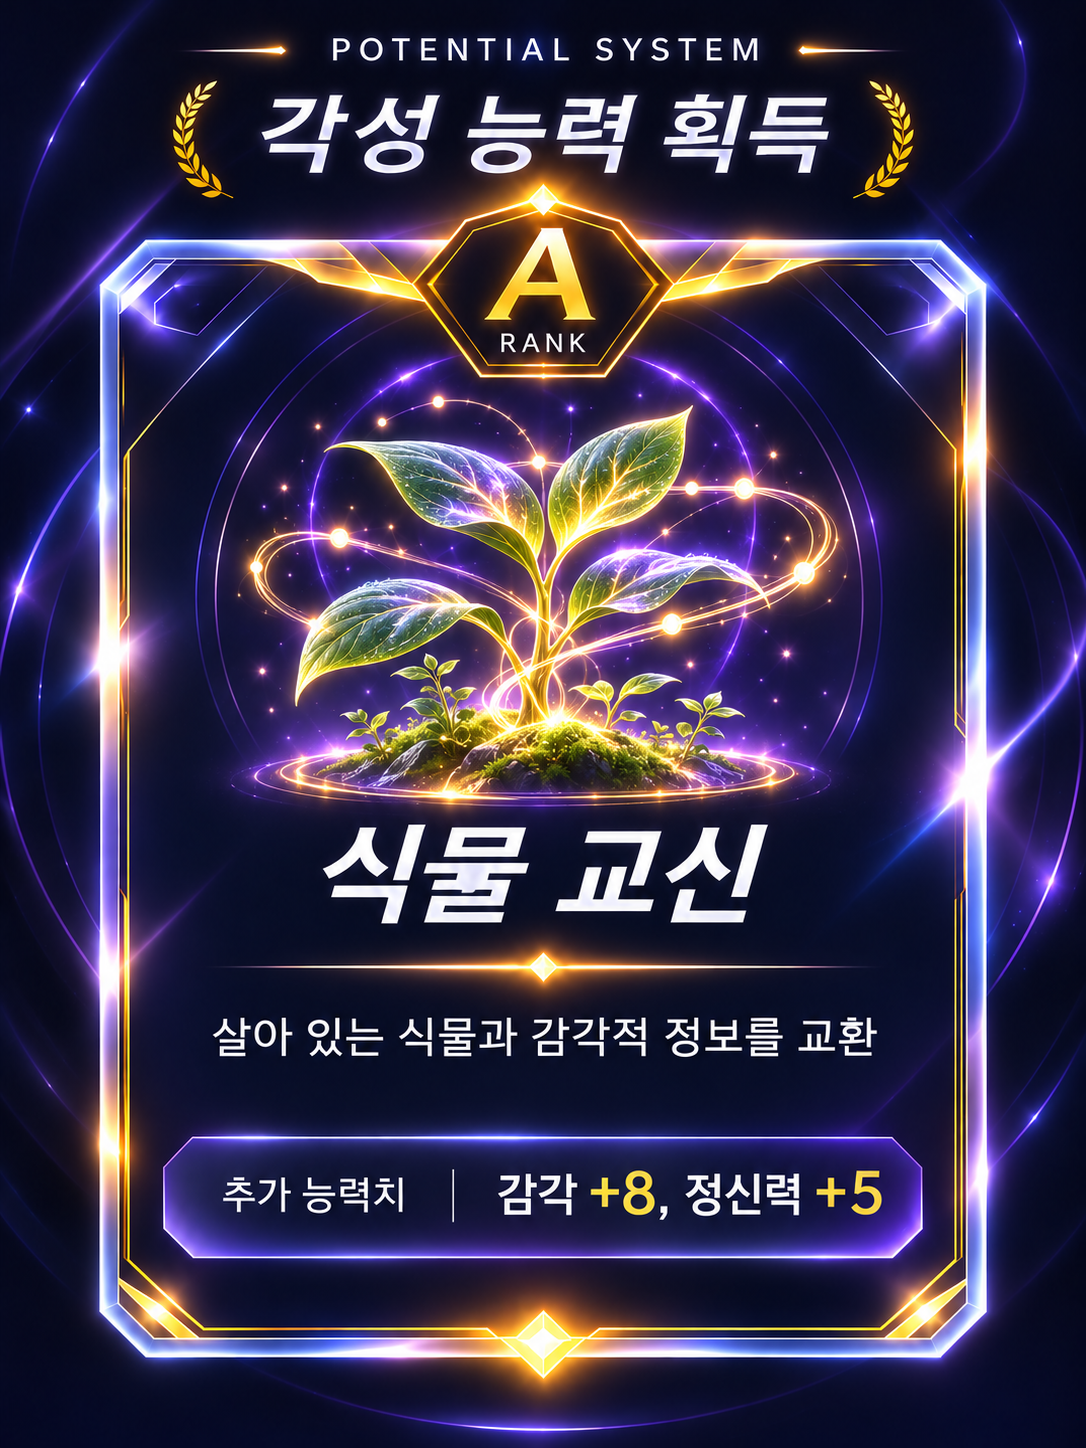 POTENTIAL SYSTEM
각성 능력 획득
A
RANK
식물 교신
살아 있는 식물과 감각적 정보를 교환
추가 능력치 | 감각 +8, 정신력 +5